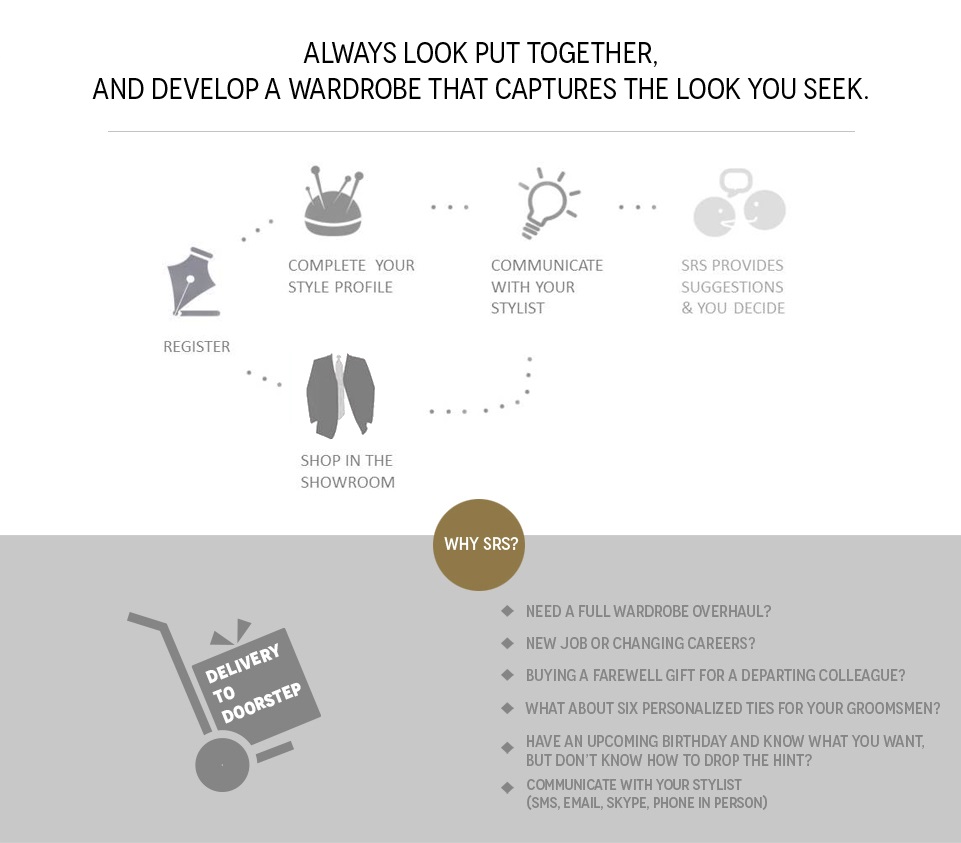 ALWAYS LOOK PUT TOGETHER,
AND DEVELOP A WARDROBE THAT CAPTURES THE LOOK YOU SEEK.
REGISTER
COMPLETE YOUR
STYLE PROFILE
COMMUNICATE
WITH YOUR
STYLIST
SRS PROVIDES
SUGGESTIONS
& YOU DECIDE
SHOP IN THE
SHOWROOM
WHY SRS?
DELIVERY
TO
DOORSTEP
NEED A FULL WARDROBE OVERHAUL?
NEW JOB OR CHANGING CAREERS?
BUYING A FAREWELL GIFT FOR A DEPARTING COLLEAGUE?
WHAT ABOUT SIX PERSONALIZED TIES FOR YOUR GROOMSMEN?
HAVE AN UPCOMING BIRTHDAY AND KNOW WHAT YOU WANT,
BUT DON'T KNOW HOW TO DROP THE HINT?
COMMUNICATE WITH YOUR STYLIST
(SMS, EMAIL, SKYPE, PHONE IN PERSON)